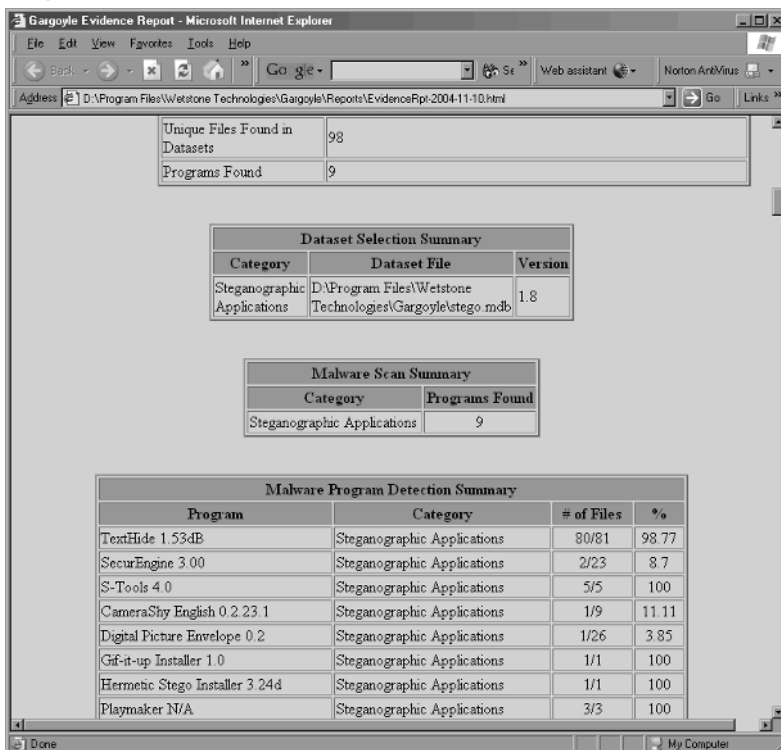 Gargoyle Evidence Report - Microsoft Internet Explorer
File Edit View Favorites Tools Help
Back » Google - Se » Web assistant Norton AntiVirus
Address D:\Program Files\Wetstone Technologies\Gargoyle\Reports\EvidenceRpt-2004-11-10.html Go Links »
Unique Files Found in
Datasets 98
Programs Found 9
Dataset Selection Summary
Category Dataset File Version
Steganographic D:\Program Files\Wetstone
Applications Technologies\Gargoyle\stego.mdb 1.8
Malware Scan Summary
Category Programs Found
Steganographic Applications 9
Malware Program Detection Summary
Program Category # of Files %
TextHide 1.53dB Steganographic Applications 80/81 98.77
SecurEngine 3.00 Steganographic Applications 2/23 8.7
S-Tools 4.0 Steganographic Applications 5/5 100
CameraShy English 0.2.23.1 Steganographic Applications 1/9 11.11
Digital Picture Envelope 0.2 Steganographic Applications 1/26 3.85
Gif-it-up Installer 1.0 Steganographic Applications 1/1 100
Hermetic Stego Installer 3.24d Steganographic Applications 1/1 100
Playmaker N/A Steganographic Applications 3/3 100
Done My Computer